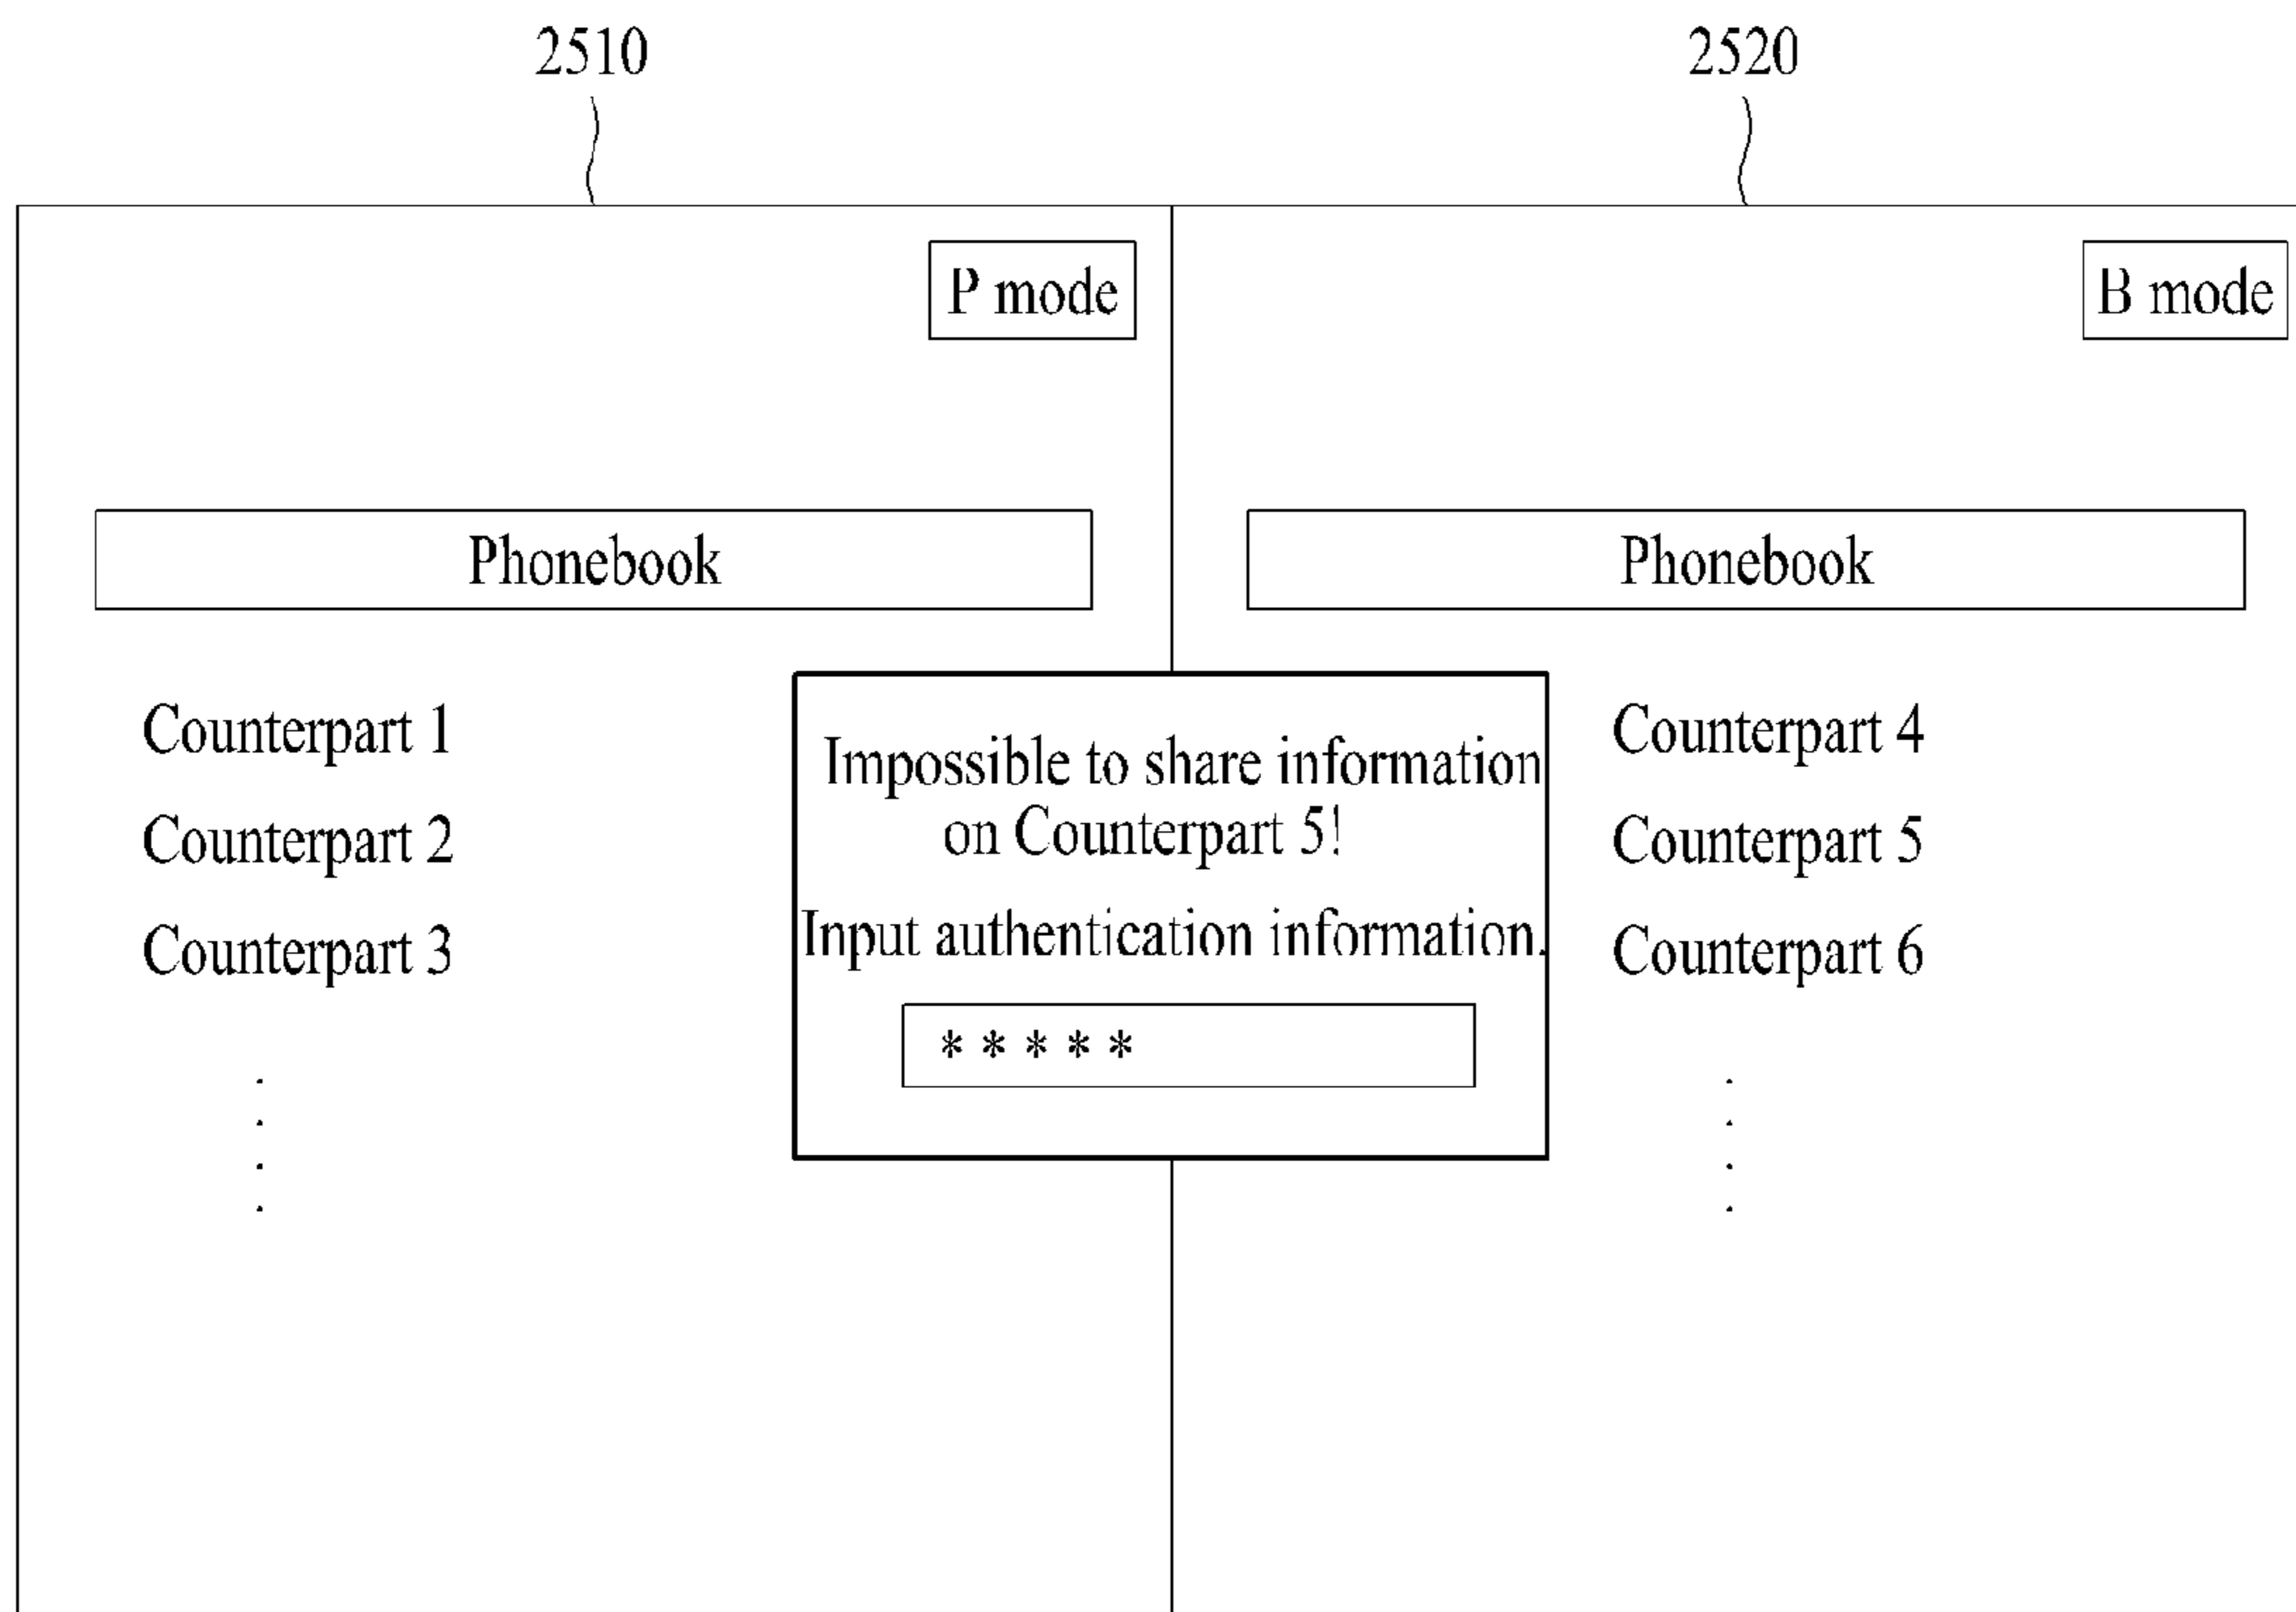 2510
2520
P mode
B mode
Phonebook
Phonebook
Counterpart 1
Counterpart 2
Counterpart 3
.
.
.
.
Impossible to share information
on Counterpart 5!
Input authentication information.
* * * * *
Counterpart 4
Counterpart 5
Counterpart 6
.
.
.
.